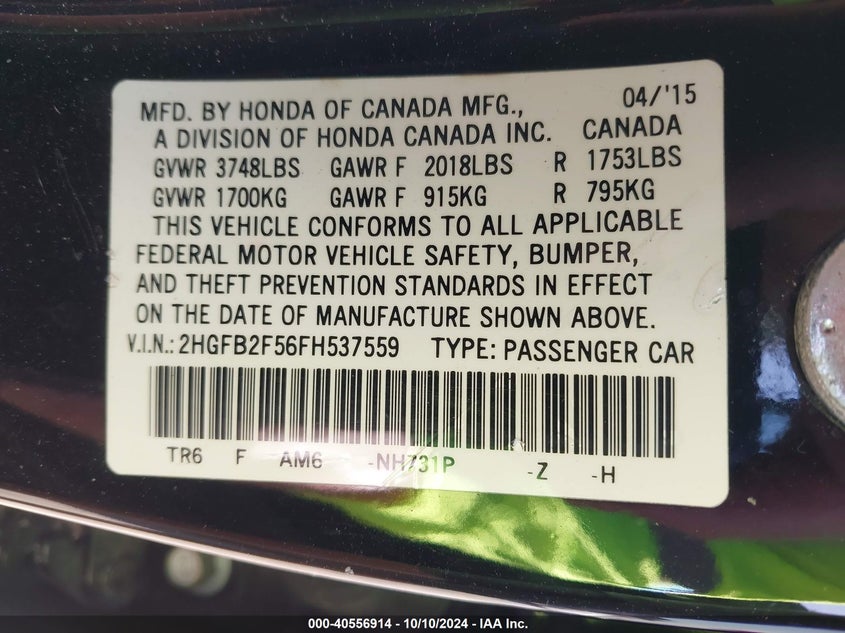 MFD. BY HONDA OF CANADA MFG., 04/'15
A DIVISION OF HONDA CANADA INC. CANADA
GVWR 3748LBS GAWR F 2018LBS R 1753LBS
GVWR 1700KG GAWR F 915KG R 795KG
THIS VEHICLE CONFORMS TO ALL APPLICABLE
FEDERAL MOTOR VEHICLE SAFETY, BUMPER,
AND THEFT PREVENTION STANDARDS IN EFFECT
ON THE DATE OF MANUFACTURE SHOWN ABOVE.
V.I.N.: 2HGFB2F56FH537559 TYPE: PASSENGER CAR
TR6 F AM6 -NH731P -Z -H
000-40556914 - 10/10/2024 - IAA Inc.